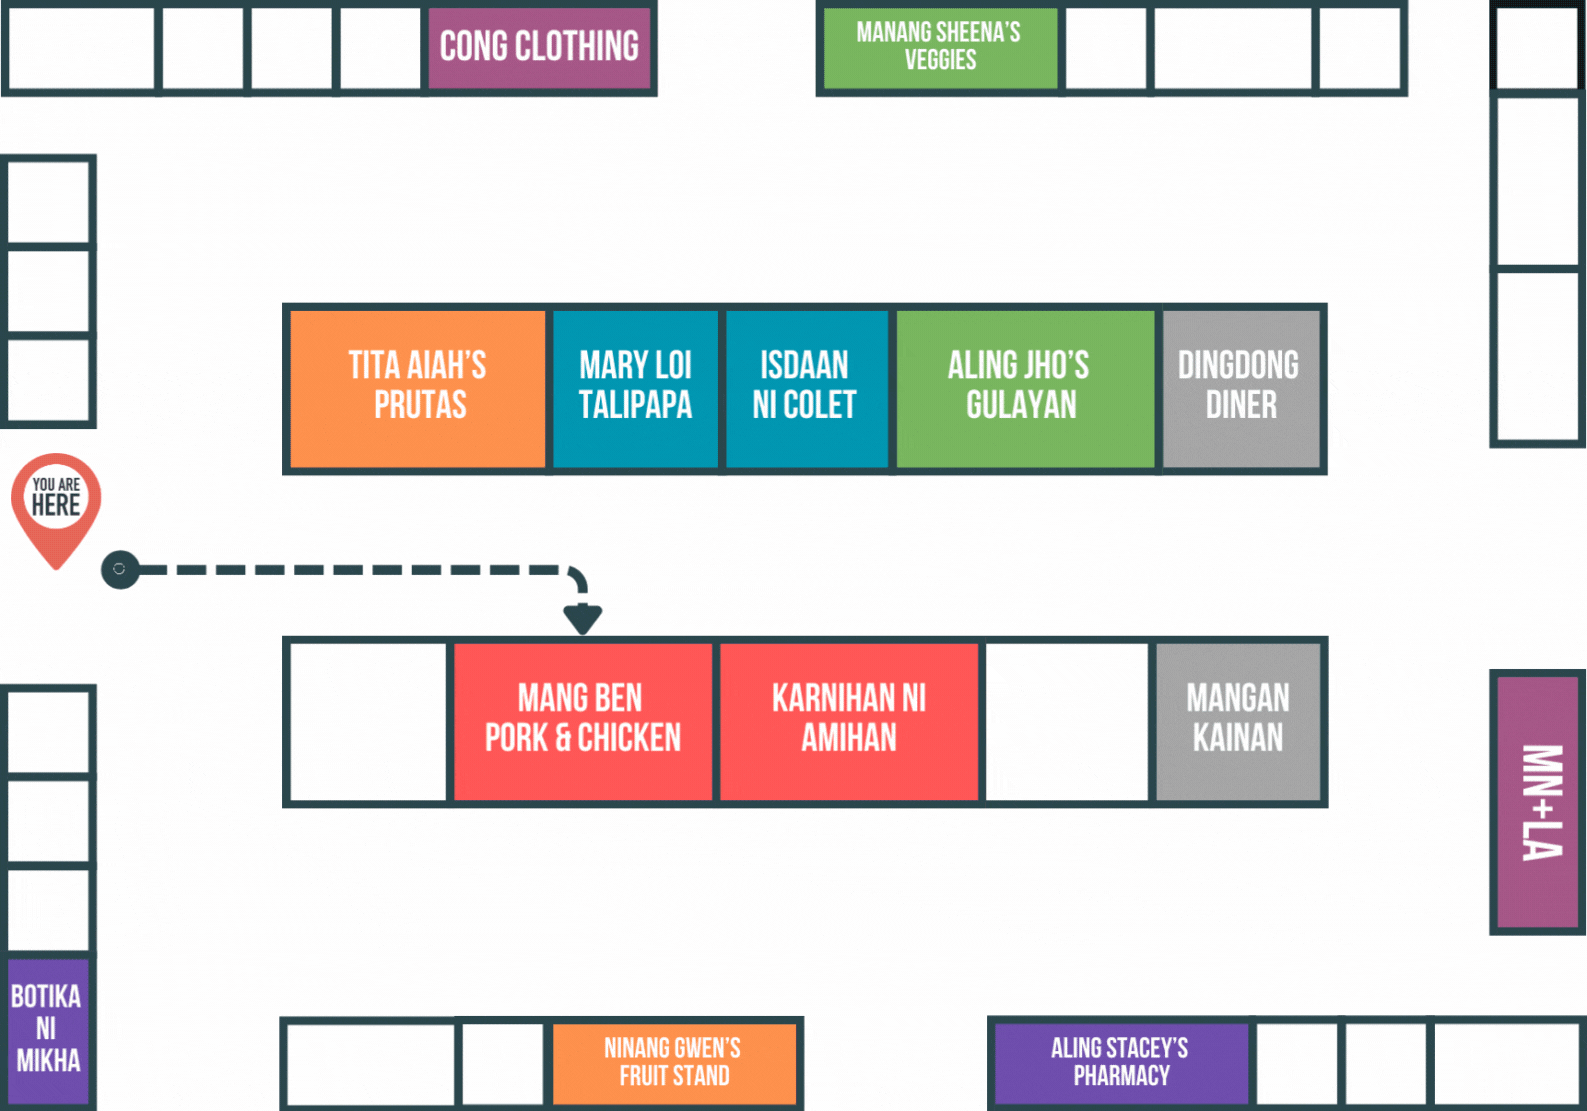 CONG CLOTHING
MANANG SHEENA'S
VEGGIES
TITA AIAH'S
PRUTAS
MARY LOI
TALIPAPA
ISDAAN
NI COLET
ALING JHO'S
GULAYAN
DINGDONG
DINER
YOU ARE
HERE
MANG BEN
PORK & CHICKEN
KARNIHAN NI
AMIHAN
MANGAN
KAINAN
MN+LA
BOTIKA
NI
MIKHA
NINANG GWEN'S
FRUIT STAND
ALING STACEY'S
PHARMACY